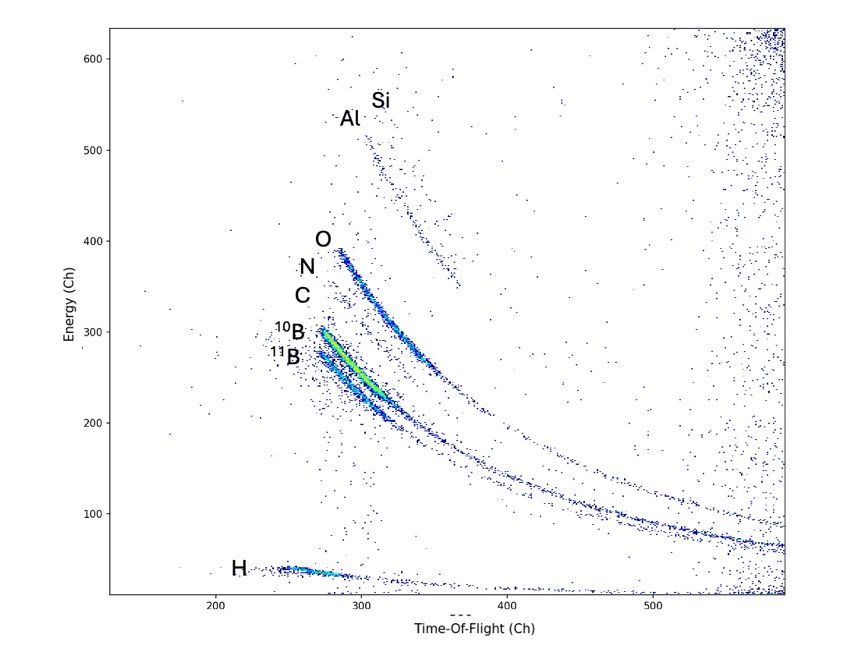 600
Si
Al
500
400
O
N
C
300
¹⁰B
¹¹B
200
100
H
200 300 400 500
Energy (Ch)
Time-Of-Flight (Ch)